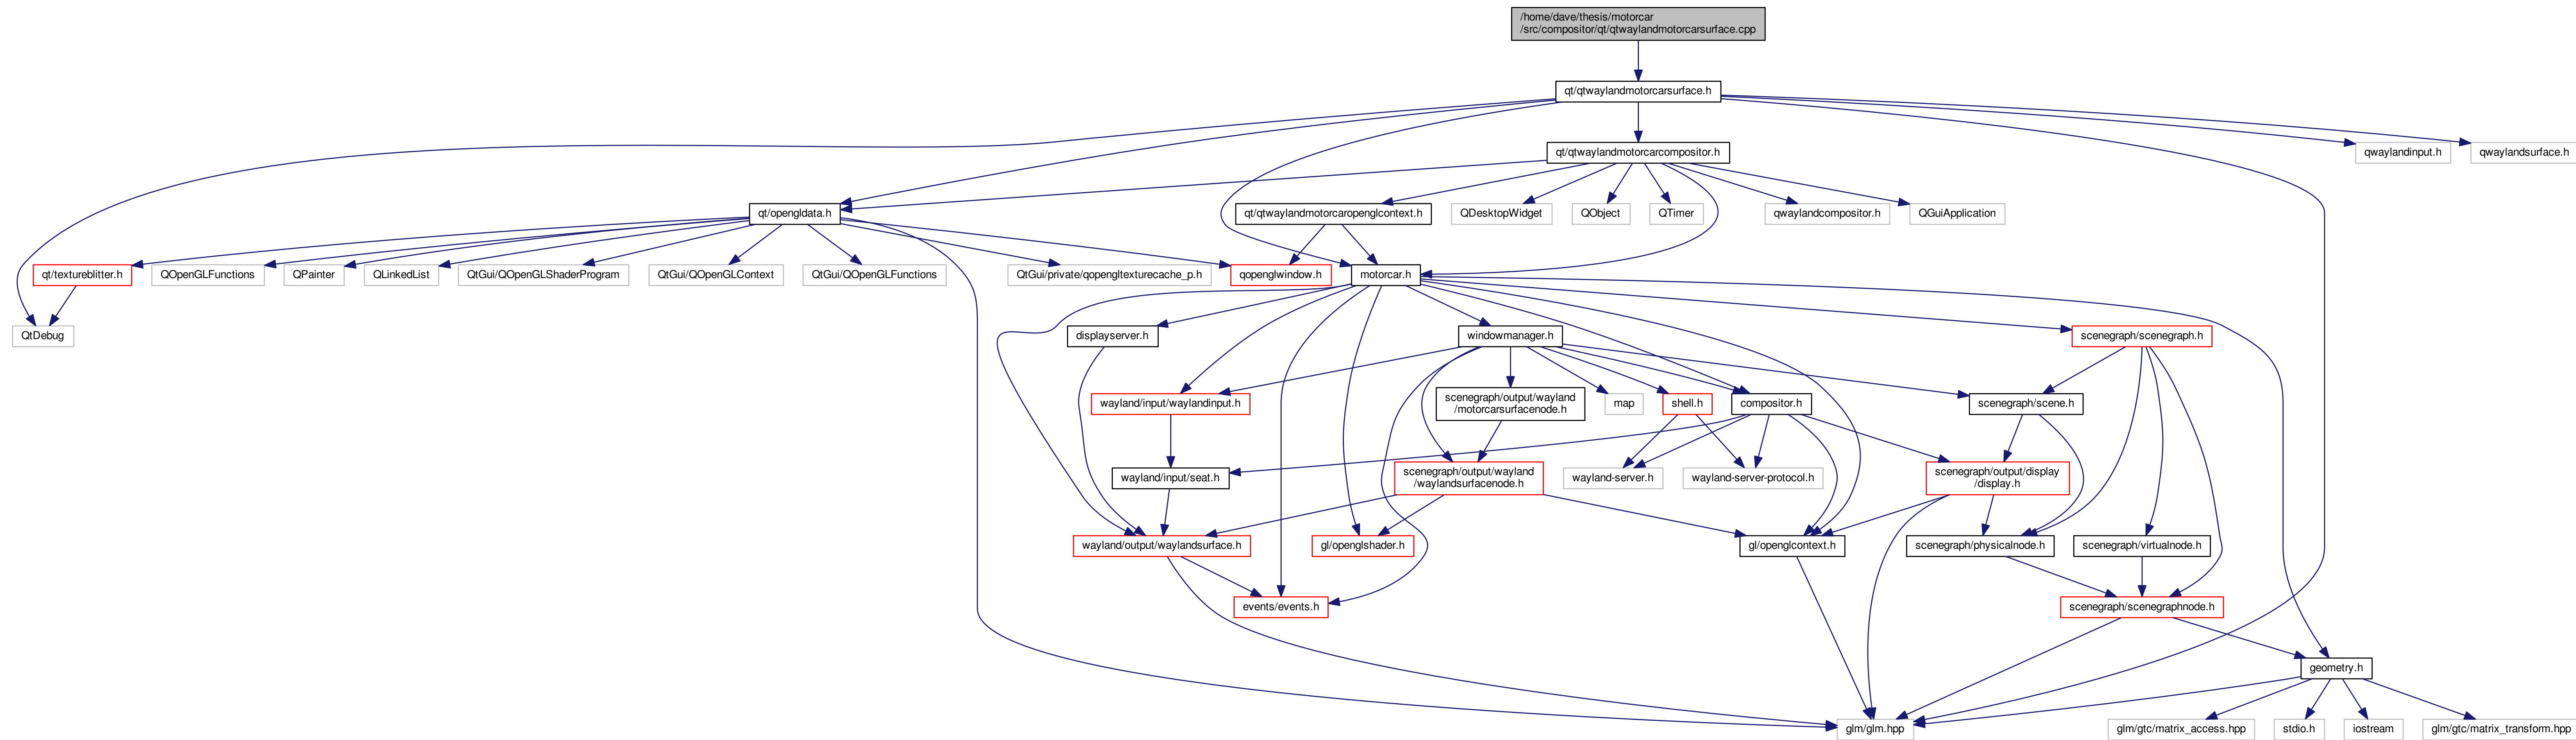 /home/dave/thesis/motorcar
/src/compositor/qt/qtwaylandmotorcarsurface.cpp
qt/qtwaylandmotorcarsurface.h
qt/qtwaylandmotorcarcompositor.h
qwaylandinput.h
qwaylandsurface.h
qt/opengldata.h
qt/qtwaylandmotorcaropenglcontext.h
QDesktopWidget
QObject
QTimer
qwaylandcompositor.h
QGuiApplication
qt/textureblitter.h
QOpenGLFunctions
QPainter
QLinkedList
QtGui/QOpenGLShaderProgram
QtGui/QOpenGLContext
QtGui/QOpenGLFunctions
QtGui/private/qopengltexturecache_p.h
qopenglwindow.h
motorcar.h
QtDebug
displayserver.h
windowmanager.h
scenegraph/scenegraph.h
wayland/input/waylandinput.h
scenegraph/output/wayland
/motorcarsurfacenode.h
map
shell.h
compositor.h
scenegraph/scene.h
wayland/input/seat.h
scenegraph/output/wayland
/waylandsurfacenode.h
wayland-server.h
wayland-server-protocol.h
scenegraph/output/display
/display.h
wayland/output/waylandsurface.h
gl/openglshader.h
gl/openglcontext.h
scenegraph/physicalnode.h
scenegraph/virtualnode.h
events/events.h
scenegraph/scenegraphnode.h
geometry.h
glm/glm.hpp
glm/gtc/matrix_access.hpp
stdio.h
iostream
glm/gtc/matrix_transform.hpp